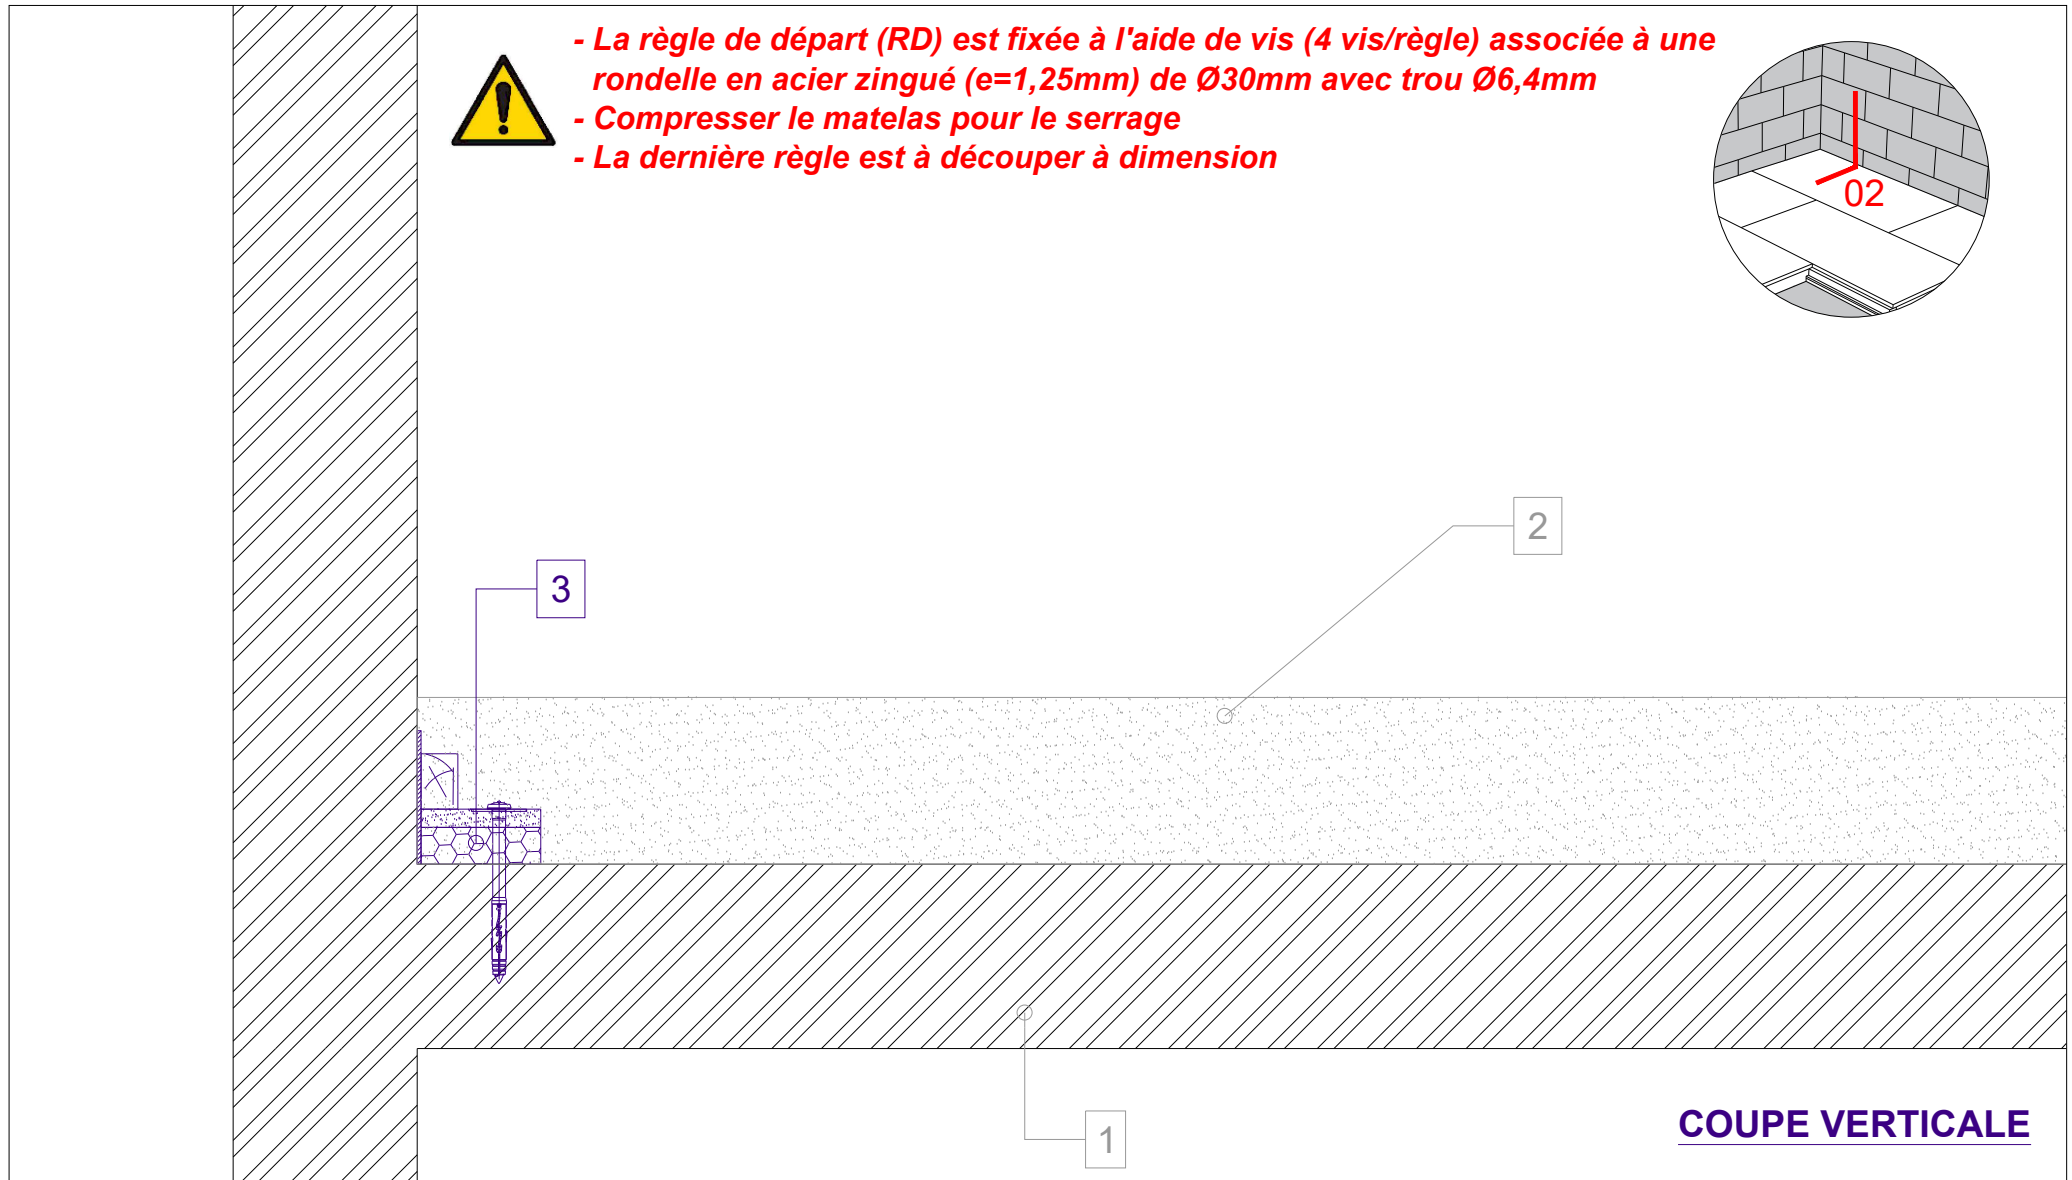 - La règle de départ (RD) est fixée à l'aide de vis (4 vis/règle) associée à une
rondelle en acier zingué (e=1,25mm) de Ø30mm avec trou Ø6,4mm
- Compresser le matelas pour le serrage
- La dernière règle est à découper à dimension
02
2
3
1
COUPE VERTICALE